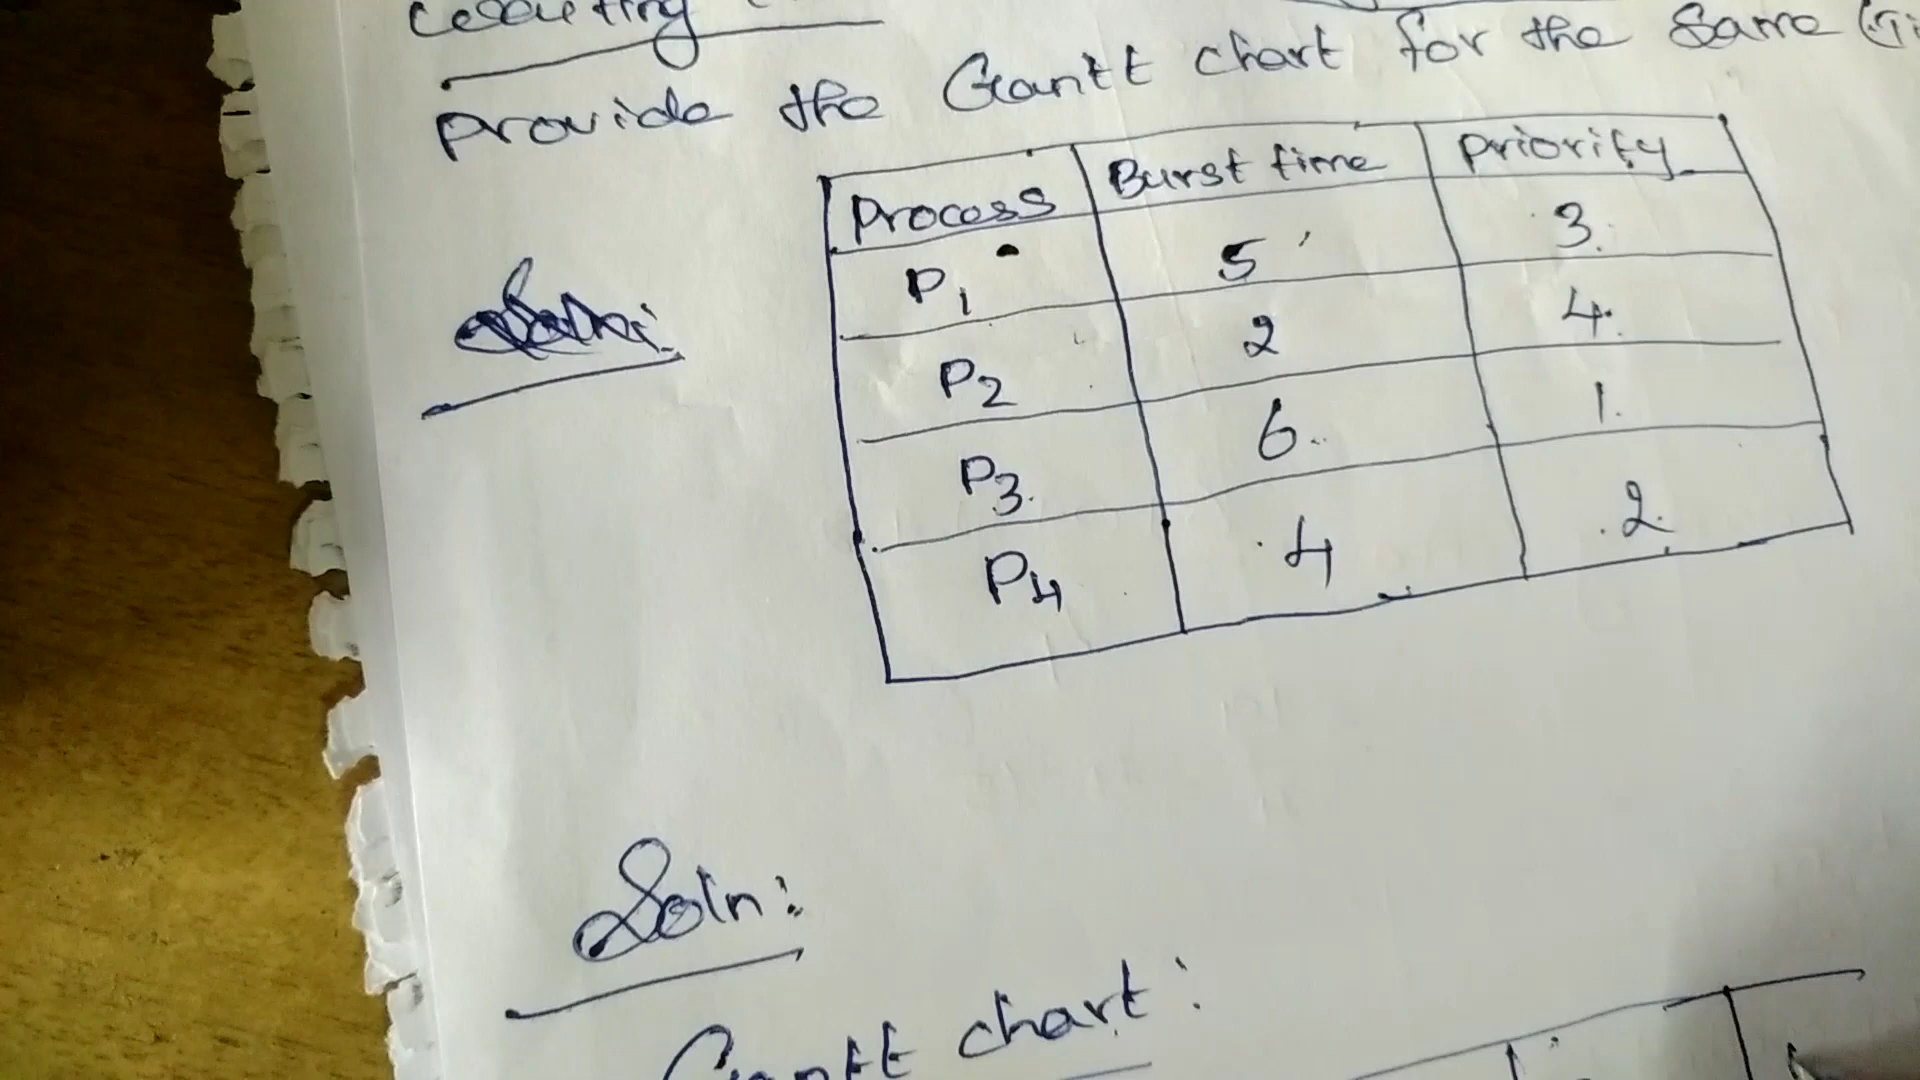 provide the Gantt chart for the Same
Process Burst time Priority
P1 5 3.
P2 2 4.
P3. 6. 1.
P4 4 2.
Soln:
Soln:
Gantt chart: